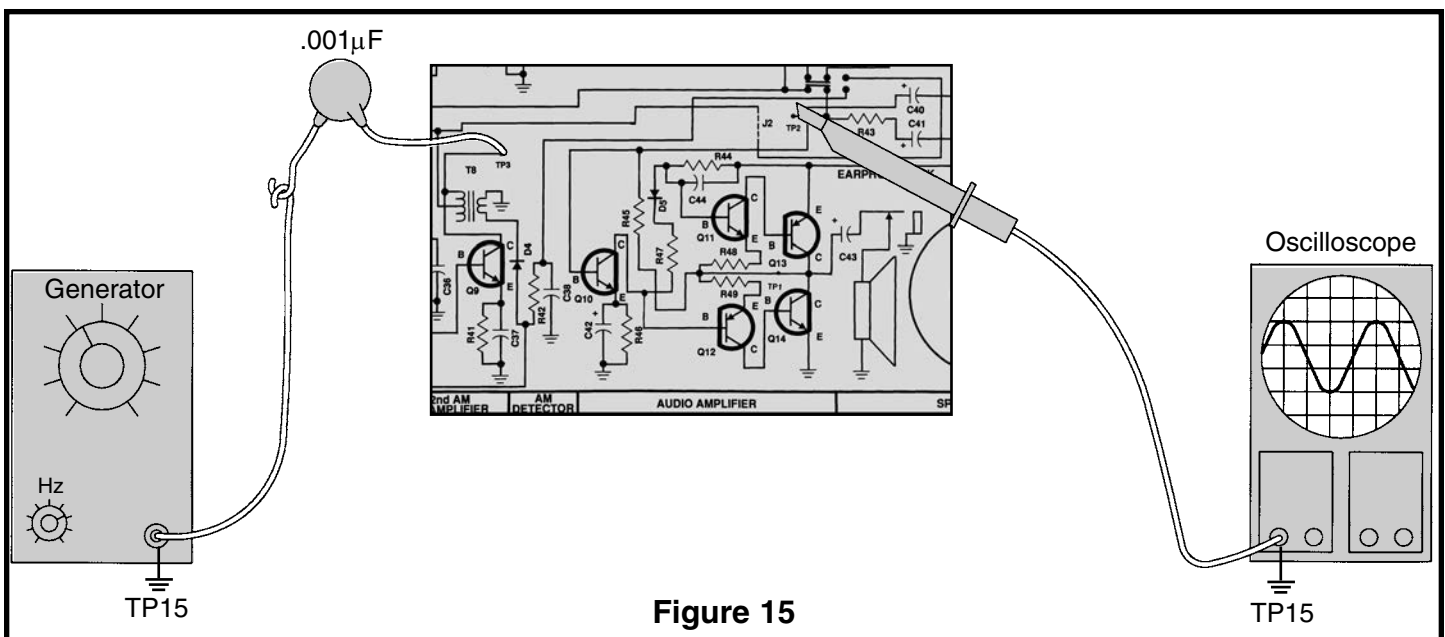 .001μF
Generator
Hz
TP15
TP3
T8
J2
TP2
R43
C40
C41
+
+
R44
C44
D5
R45
R47
EARPH
K
C
B
Q11
E
E
B
Q13
C
+
C43
R48
+
TP1
R49
C36
B
Q9
C
E
D4
R41
C37
R42
C38
B
Q10
C
E
+
C42
R46
B
Q12
E
C
B
Q14
C
E
2nd AM
AMPLIFIER
AM
DETECTOR
AUDIO AMPLIFIER
SP
Oscilloscope
TP15
Figure 15